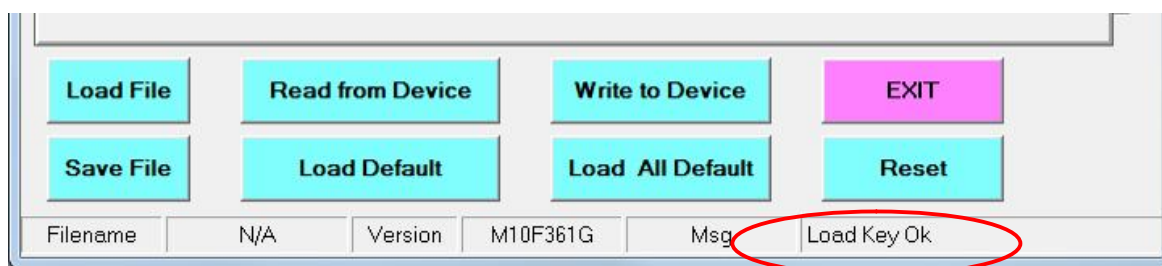 Load File Read from Device Write to Device EXIT
Save File Load Default Load All Default Reset
Filename N/A Version M10F361G Msg Load Key Ok